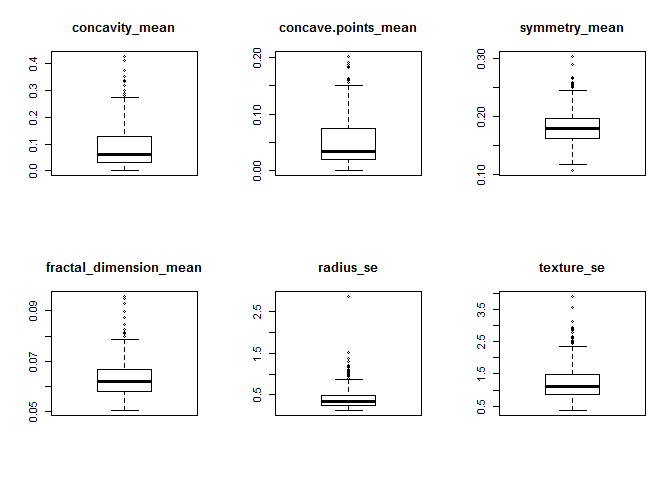 concavity_mean
0.0 0.1 0.2 0.3 0.4
concave.points_mean
0.00 0.10 0.20
symmetry_mean
0.10 0.20 0.30
fractal_dimension_mean
0.05 0.07 0.09
radius_se
0.5 1.5 2.5
texture_se
0.5 1.5 2.5 3.5